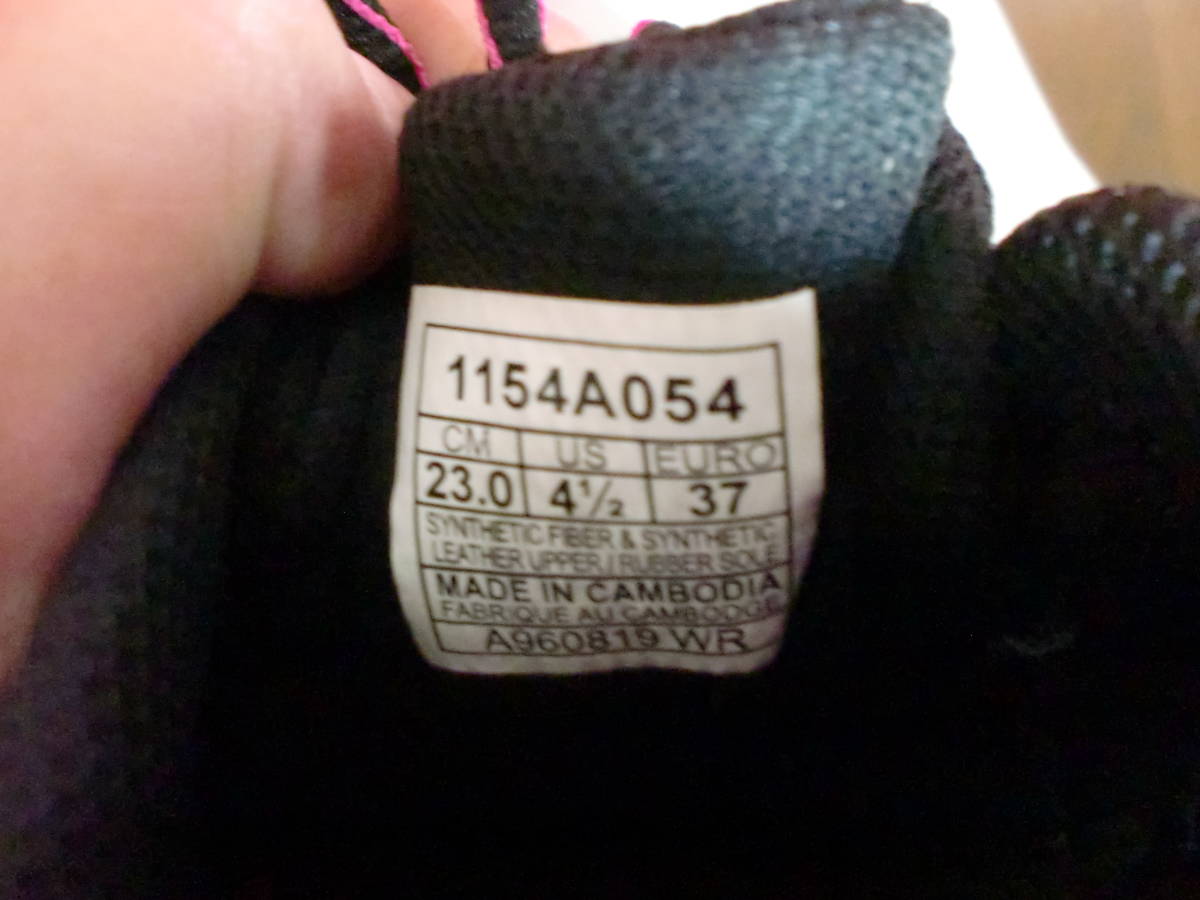 1154A054
CM US EURO
23.0 4½ 37
SYNTHETIC FIBER & SYNTHETIC
LEATHER UPPER / RUBBER SOLE
MADE IN CAMBODIA
FABRIQUE AU CAMBODGE
A960819 WR